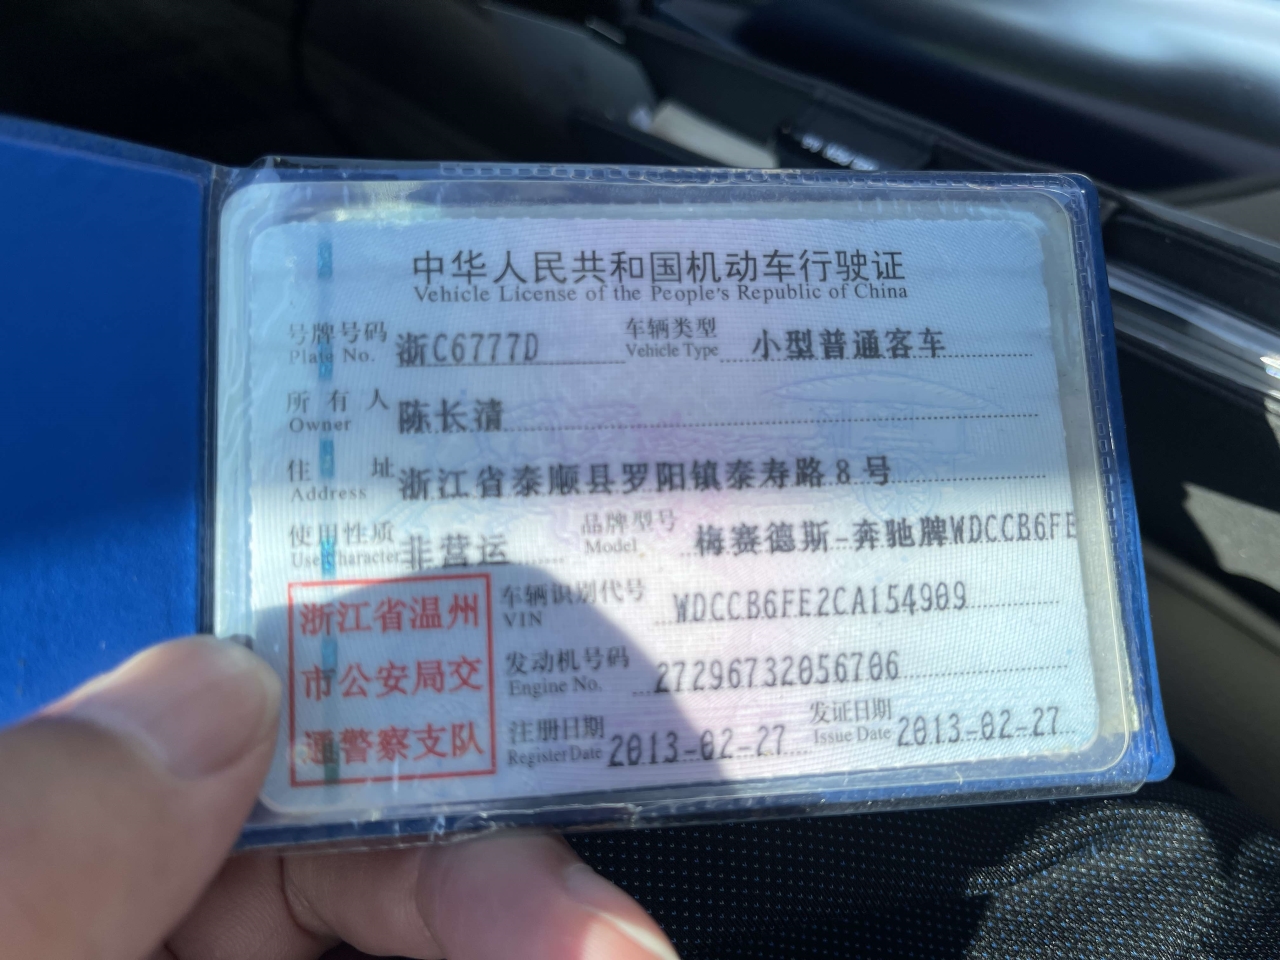 中华人民共和国机动车行驶证
Vehicle License of the People's Republic of China
号牌号码 浙C6777D 车辆类型 小型普通客车
Plate No. Vehicle Type
所有人 陈长清
Owner
住址 浙江省泰顺县罗阳镇泰寿路8号
Address
使用性质 非营运 品牌型号 梅赛德斯-奔驰牌WDCCB6FE
Use Character Model
浙江省温州
市公安局交
通警察支队
车辆识别代号 WDCCB6FE2CA154909
VIN
发动机号码 27296732056706
Engine No.
注册日期 2013-02-27 发证日期 2013-02-27
Register Date Issue Date